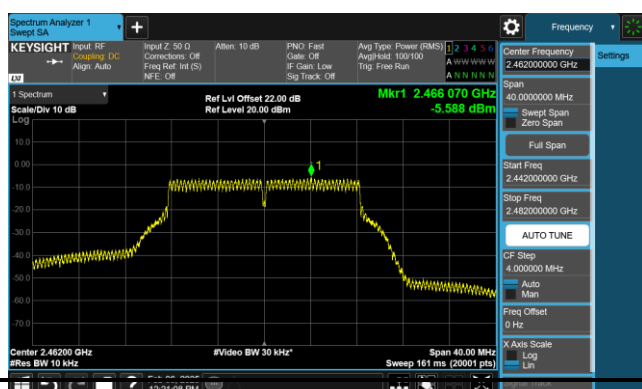 Spectrum Analyzer 1
Swept SA
Frequency
KEYSIGHT
Input: RF
Coupling: DC
Align: Auto
Input Z: 50 Ω
Corrections: Off
Freq Ref: Int (S)
NFE: Off
Atten: 10 dB
PNO: Fast
Gate: Off
IF Gain: Low
Sig Track: Off
Avg Type: Power (RMS)
Avg|Hold: 100/100
Trig: Free Run
1 2 3 4 5 6
A W W W W W
A N N N N N
LXI
1 Spectrum
Scale/Div 10 dB
Log
Ref Lvl Offset 22.00 dB
Ref Level 20.00 dBm
Mkr1 2.466 070 GHz
-5.588 dBm
10.0
0.00
-10.0
-20.0
-30.0
-40.0
-50.0
-60.0
-70.0
1
Center 2.46200 GHz
#Res BW 10 kHz
#Video BW 30 kHz*
Span 40.00 MHz
Sweep 161 ms (20001 pts)
Center Frequency
2.462000000 GHz
Settings
Span
40.0000000 MHz
Swept Span
Zero Span
Full Span
Start Freq
2.442000000 GHz
Stop Freq
2.482000000 GHz
AUTO TUNE
CF Step
4.000000 MHz
Auto
Man
Freq Offset
0 Hz
X Axis Scale
Log
Lin
Signal Track